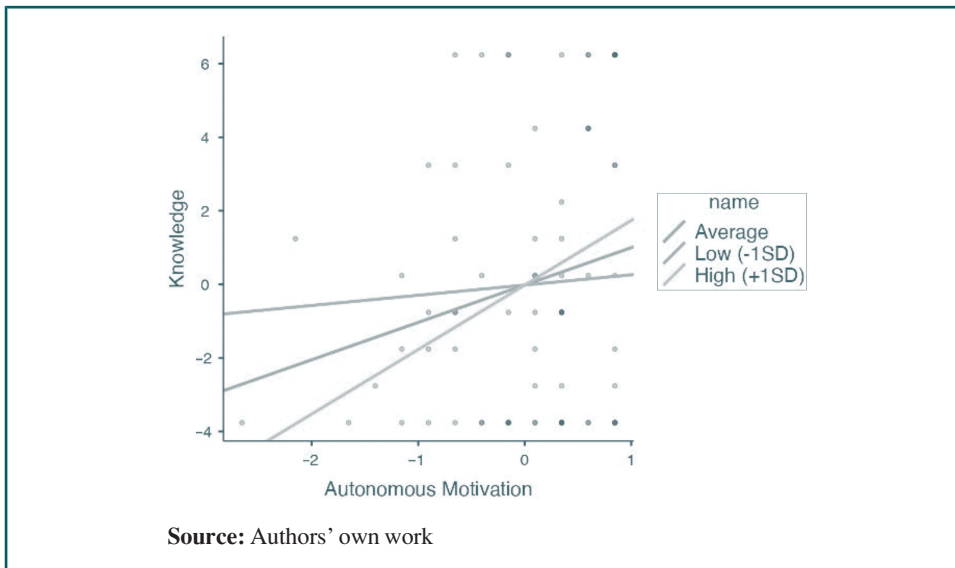 6
4
2
0
−2
−4
Knowledge
−2
−1
0
1
Autonomous Motivation
name
Average
Low (-1SD)
High (+1SD)
Source: Authors’ own work